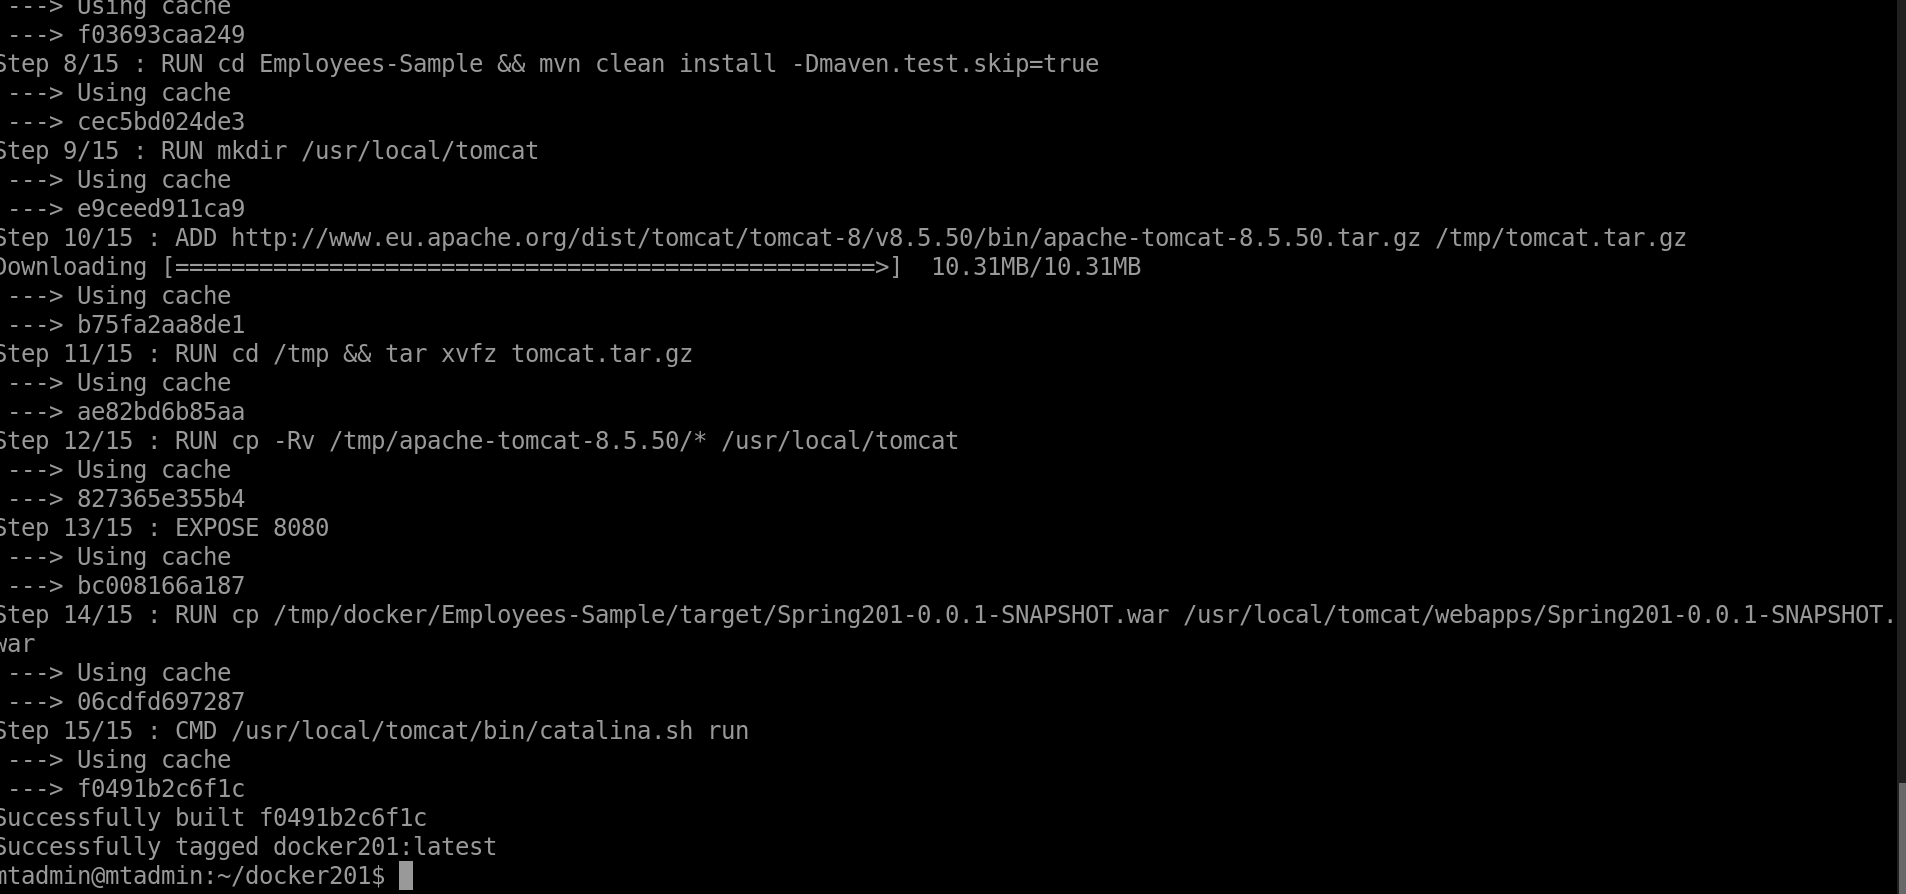 ---> Using cache
---> f03693caa249
Step 8/15 : RUN cd Employees-Sample && mvn clean install -Dmaven.test.skip=true
---> Using cache
---> cec5bd024de3
Step 9/15 : RUN mkdir /usr/local/tomcat
---> Using cache
---> e9ceed911ca9
Step 10/15 : ADD http://www.eu.apache.org/dist/tomcat/tomcat-8/v8.5.50/bin/apache-tomcat-8.5.50.tar.gz /tmp/tomcat.tar.gz
Downloading [==================================================>]  10.31MB/10.31MB
---> Using cache
---> b75fa2aa8de1
Step 11/15 : RUN cd /tmp && tar xvfz tomcat.tar.gz
---> Using cache
---> ae82bd6b85aa
Step 12/15 : RUN cp -Rv /tmp/apache-tomcat-8.5.50/* /usr/local/tomcat
---> Using cache
---> 827365e355b4
Step 13/15 : EXPOSE 8080
---> Using cache
---> bc008166a187
Step 14/15 : RUN cp /tmp/docker/Employees-Sample/target/Spring201-0.0.1-SNAPSHOT.war /usr/local/tomcat/webapps/Spring201-0.0.1-SNAPSHOT.
war
---> Using cache
---> 06cdfd697287
Step 15/15 : CMD /usr/local/tomcat/bin/catalina.sh run
---> Using cache
---> f0491b2c6f1c
Successfully built f0491b2c6f1c
Successfully tagged docker201:latest
mtadmin@mtadmin:~/docker201$